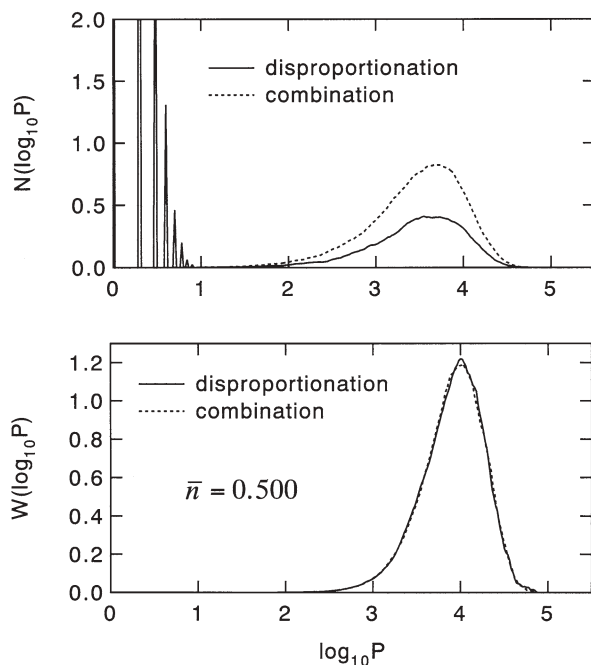 N(log10P)
2.0
1.5
1.0
0.5
0.0
disproportionation
combination
0 1 2 3 4 5
W(log10P)
1.2
1.0
0.8
0.6
0.4
0.2
0.0
disproportionation
combination
n̄ = 0.500
0 1 2 3 4 5
log10P